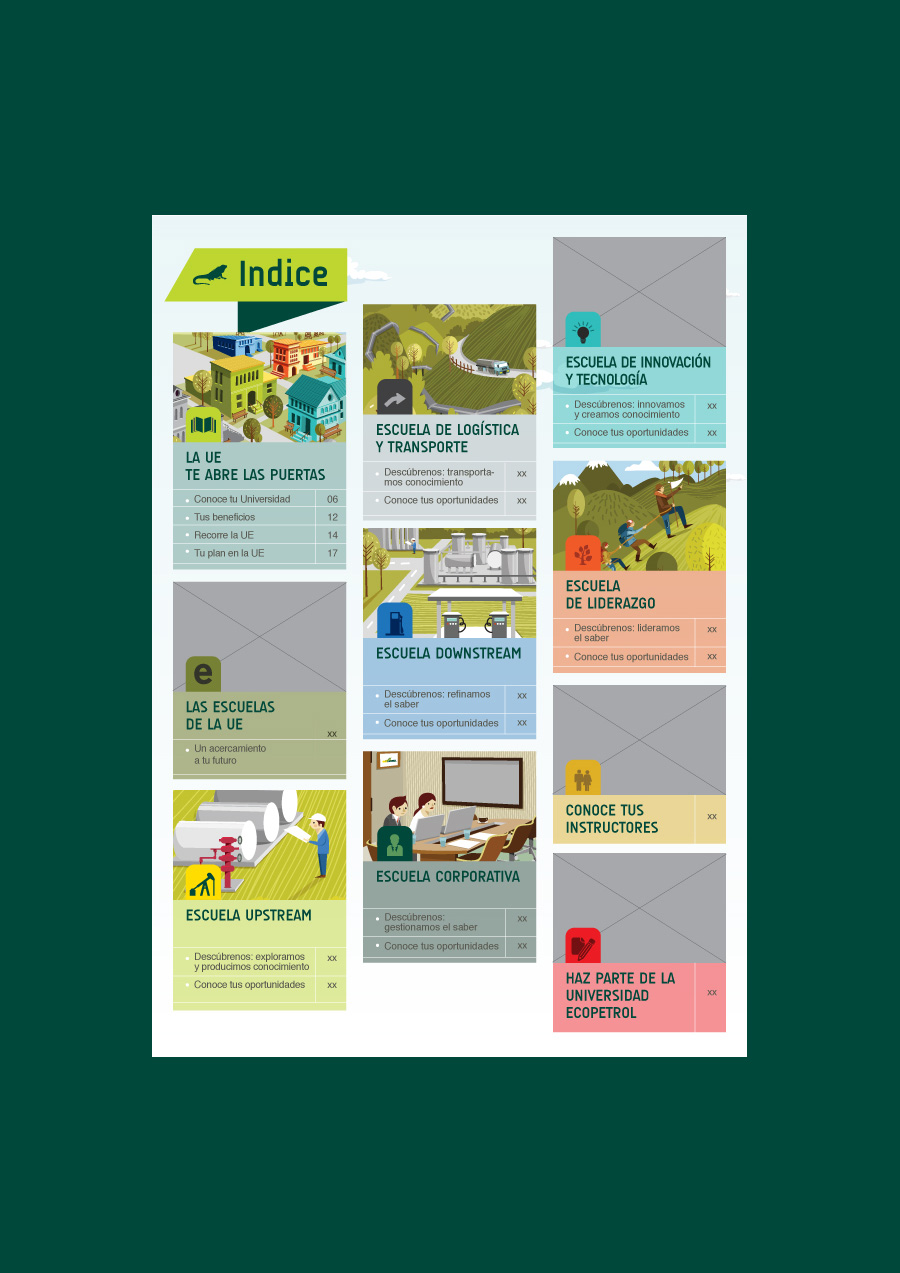 Indice
LA UE
TE ABRE LAS PUERTAS
Conoce tu Universidad 06
Tus beneficios 12
Recorre la UE 14
Tu plan en la UE 17
e
LAS ESCUELAS
DE LA UE
xx
Un acercamiento
a tu futuro
ESCUELA UPSTREAM
Descúbrenos: exploramos xx
y producimos conocimiento
Conoce tus oportunidades xx
ESCUELA DE LOGÍSTICA
Y TRANSPORTE
Descúbrenos: transporta- xx
mos conocimiento
Conoce tus oportunidades xx
ESCUELA DOWNSTREAM
Descúbrenos: refinamos xx
el saber
Conoce tus oportunidades xx
ESCUELA CORPORATIVA
Descúbrenos: xx
gestionamos el saber
Conoce tus oportunidades xx
ESCUELA DE INNOVACIÓN
Y TECNOLOGÍA
Descúbrenos: innovamos xx
y creamos conocimiento
Conoce tus oportunidades xx
ESCUELA
DE LIDERAZGO
Descúbrenos: lideramos xx
el saber
Conoce tus oportunidades xx
CONOCE TUS xx
INSTRUCTORES
HAZ PARTE DE LA
UNIVERSIDAD xx
ECOPETROL